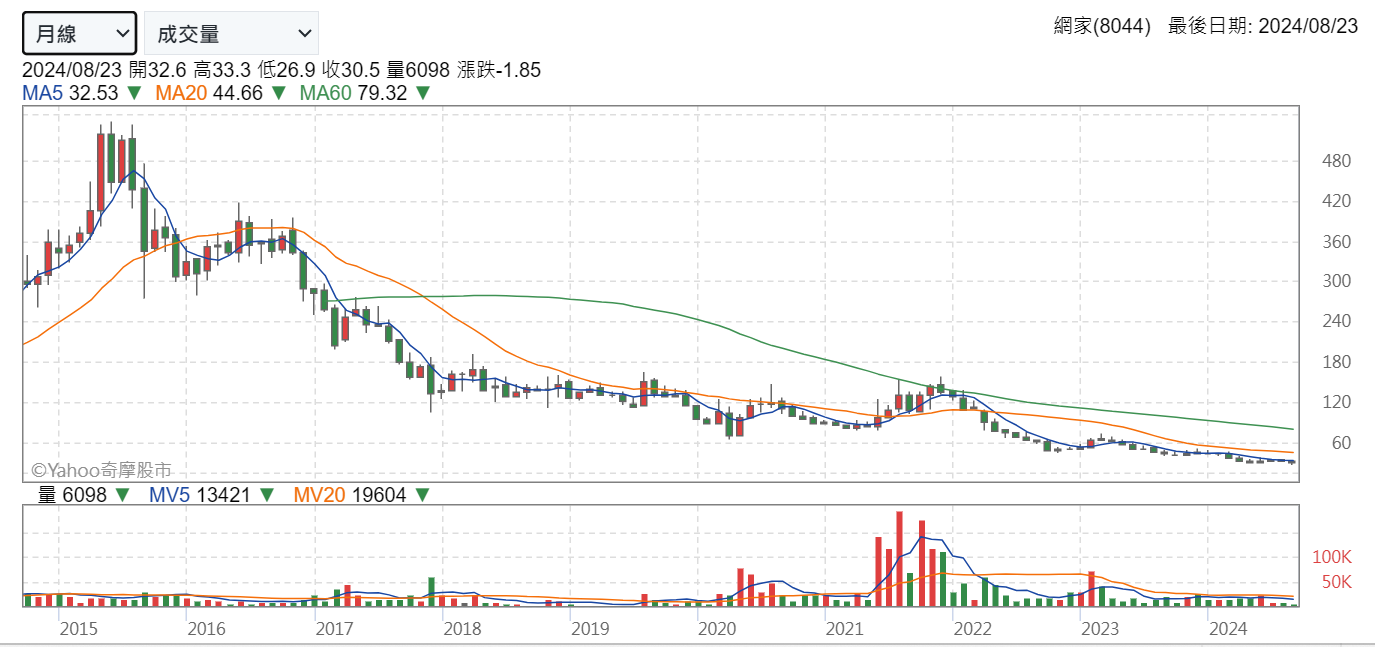 月線 成交量 網家(8044) 最後日期: 2024/08/23
2024/08/23 開32.6 高33.3 低26.9 收30.5 量6098 漲跌-1.85
MA5 32.53 ▼ MA20 44.66 ▼ MA60 79.32 ▼
480
420
360
300
240
180
120
60
©Yahoo奇摩股市
量 6098 ▼ MV5 13421 ▼ MV20 19604 ▼
100K
50K
2015 2016 2017 2018 2019 2020 2021 2022 2023 2024